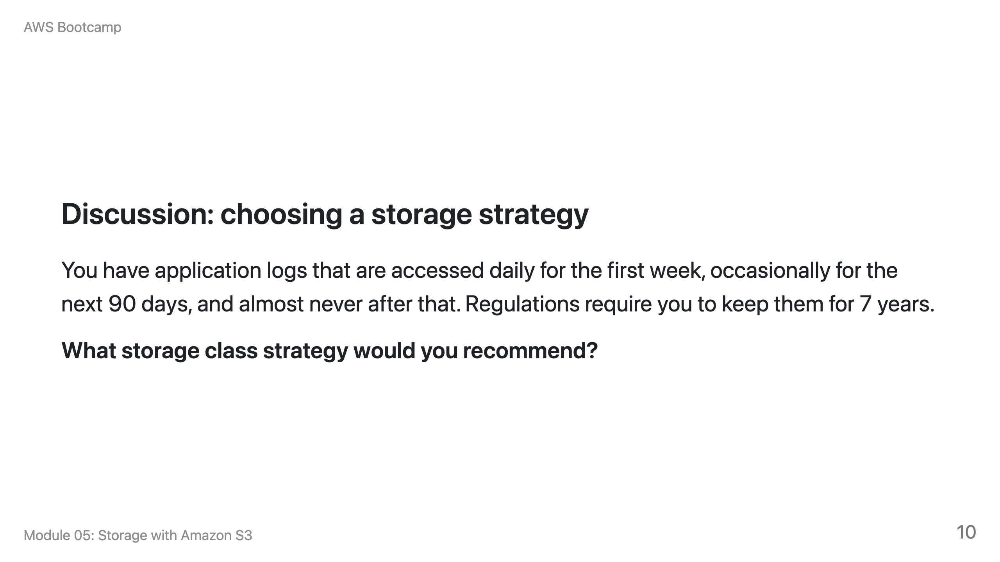 AWS Bootcamp
Discussion: choosing a storage strategy
You have application logs that are accessed daily for the first week, occasionally for the
next 90 days, and almost never after that. Regulations require you to keep them for 7 years.
What storage class strategy would you recommend?
Module 05: Storage with Amazon S3
10